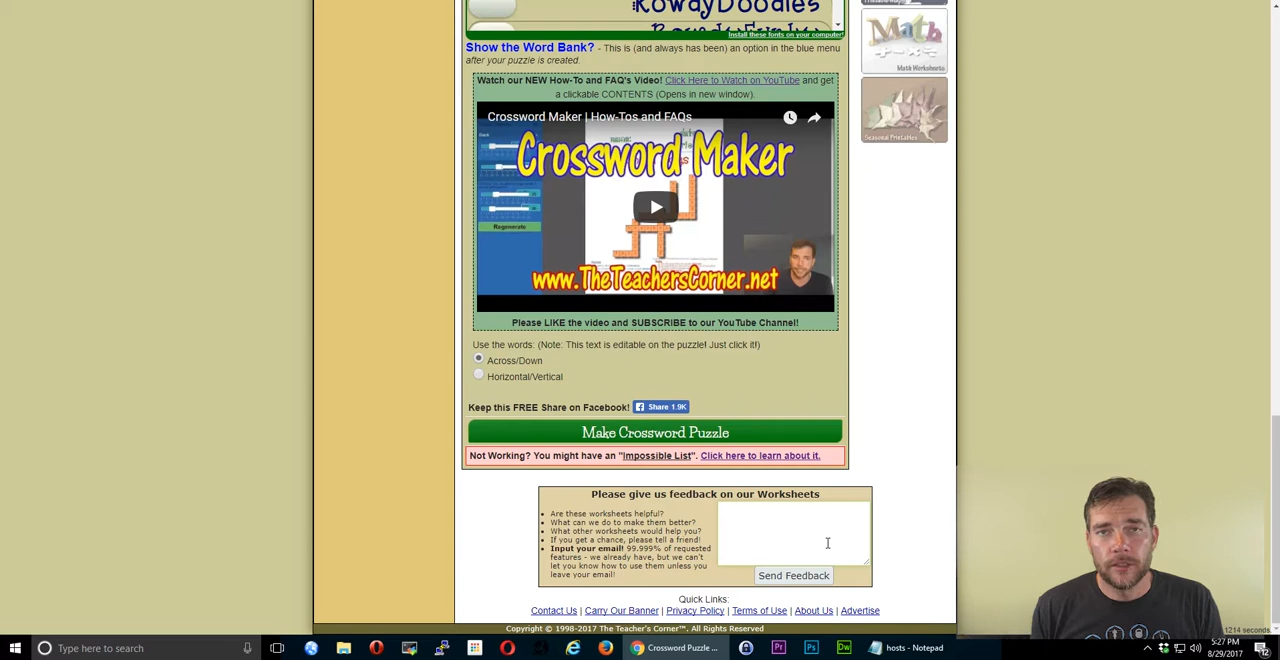 RowdyDoodles
Install these fonts on your computer!
Show the Word Bank? - This is (and always has been) an option in the blue menu
after your puzzle is created.
Watch our NEW How-To and FAQ's Video! Click Here to Watch on YouTube and get
a clickable CONTENTS (Opens in new window).
Crossword Maker | How-Tos and FAQs
Crossword Maker
Regenerate
www.TheTeachersCorner.net
Please LIKE the video and SUBSCRIBE to our YouTube Channel!
Use the words: (Note: This text is editable on the puzzle! Just click it!)
Across/Down
Horizontal/Vertical
Keep this FREE Share on Facebook! Share 1.9K
Make Crossword Puzzle
Not Working? You might have an "Impossible List". Click here to learn about it.
Math
Math Worksheets
Seasonal Printables
Please give us feedback on our Worksheets
Are these worksheets helpful?
What can we do to make them better?
What other worksheets would help you?
If you get a chance, please tell a friend!
Input your email! 99.999% of requested
features - we already have, but we can't
let you know how to use them unless you
leave your email!
Send Feedback
Quick Links:
Contact Us | Carry Our Banner | Privacy Policy | Terms of Use | About Us | Advertise
Copyright © 1998-2017 The Teacher's Corner™. All Rights Reserved
1214 seconds.
Type here to search
Crossword Puzzle ...
hosts - Notepad
5:27 PM
8/29/2017